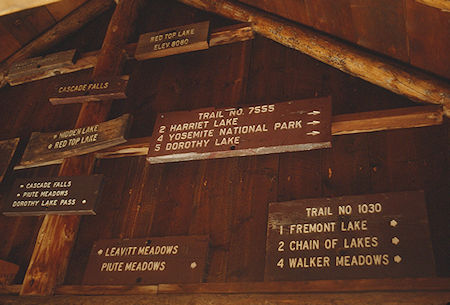 RED TOP LAKE
ELEV. 8080
CASCADE FALLS
HIDDEN LAKE
RED TOP LAKE
TRAIL NO. 7555
2 HARRIET LAKE
4 YOSEMITE NATIONAL PARK
5 DOROTHY LAKE
CASCADE FALLS
PIUTE MEADOWS
DOROTHY LAKE PASS
LEAVITT MEADOWS
PIUTE MEADOWS
TRAIL NO 1030
1 FREMONT LAKE
2 CHAIN OF LAKES
4 WALKER MEADOWS